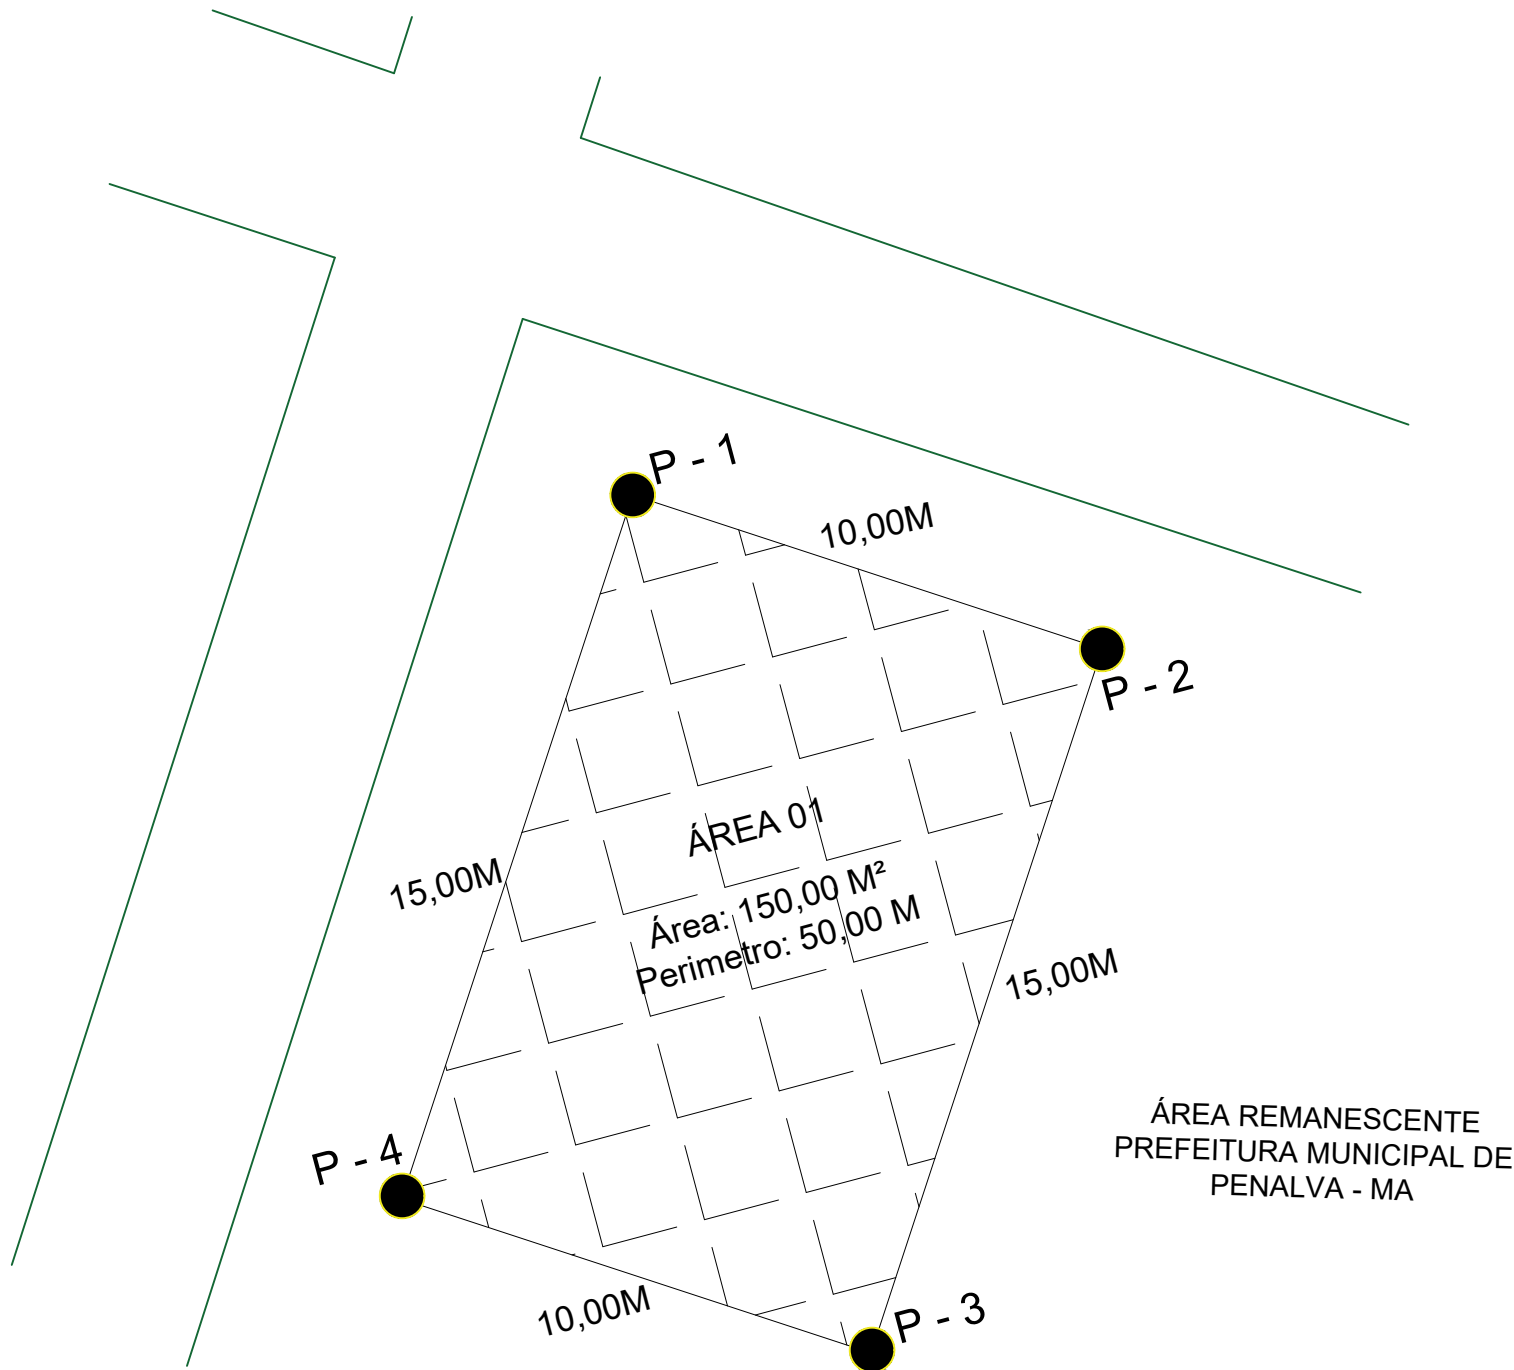 P - 1
10,00M
P - 2
ÁREA 01
15,00M
Área: 150,00 M²
Perimetro: 50,00 M
15,00M
ÁREA REMANESCENTE
PREFEITURA MUNICIPAL DE
PENALVA - MA
P - 4
10,00M
P - 3